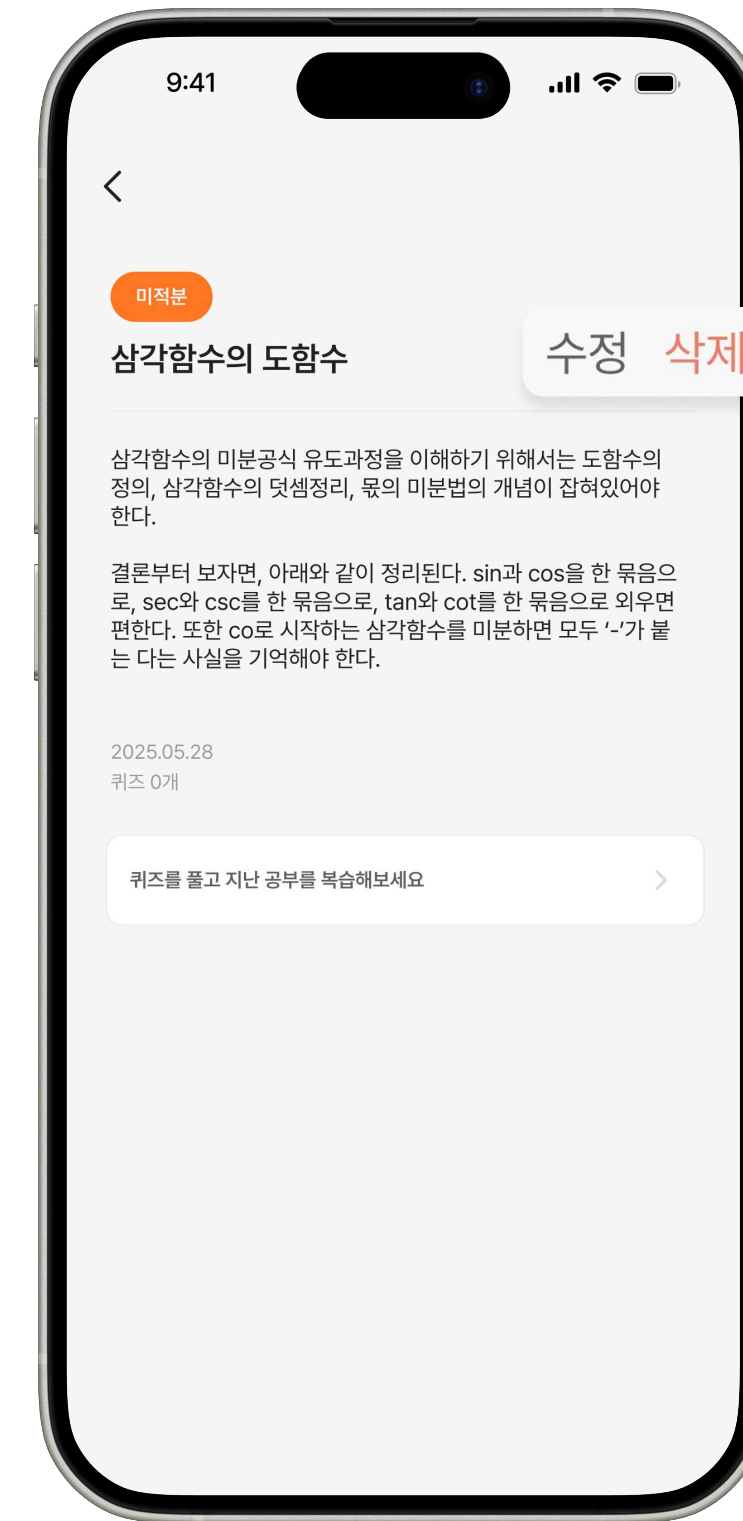 9:41
미적분
삼각함수의 도함수
수정 삭제
삼각함수의 미분공식 유도과정을 이해하기 위해서는 도함수의
정의, 삼각함수의 덧셈정리, 몫의 미분법의 개념이 잡혀있어야
한다.
결론부터 보자면, 아래와 같이 정리된다. sin과 cos을 한 묶음으
로, sec와 csc를 한 묶음으로, tan와 cot를 한 묶음으로 외우면
편한다. 또한 co로 시작하는 삼각함수를 미분하면 모두 ‘-’가 붙
는 다는 사실을 기억해야 한다.
2025.05.28
퀴즈 0개
퀴즈를 풀고 지난 공부를 복습해보세요